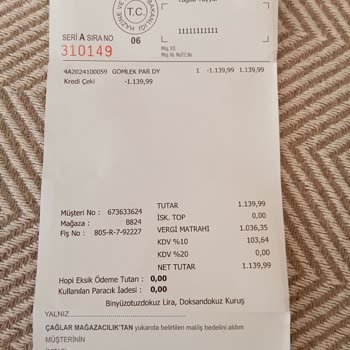 T.C.
SERİ A SIRA NO
310149
06
11111111111
4A2024100059 GOMLEK PAR DY 1 -1.139,99 1.139,99
Kredi Çeki -1.139,99
TUTAR 1.139,99
Müşteri No : 673633624 İSK. TOP 0,00
Mağaza : B824 VERGİ MATRAHI 1.036,35
Fiş No : B05-R-7-92227 KDV %10 103,64
KDV %20 0,00
NET TUTAR 1.139,99
Hopi Eksik Ödeme Tutarı : 0,00
Kullanılan Paracık İadesi : 0,00
Binyüzotuzdokuz Lira, Doksandokuz Kuruş
YALNIZ
ÇAĞLAR MAĞAZACILIK'TAN yukarıda belirtilen mal/iş bedelini aldım
MÜŞTERİNİN